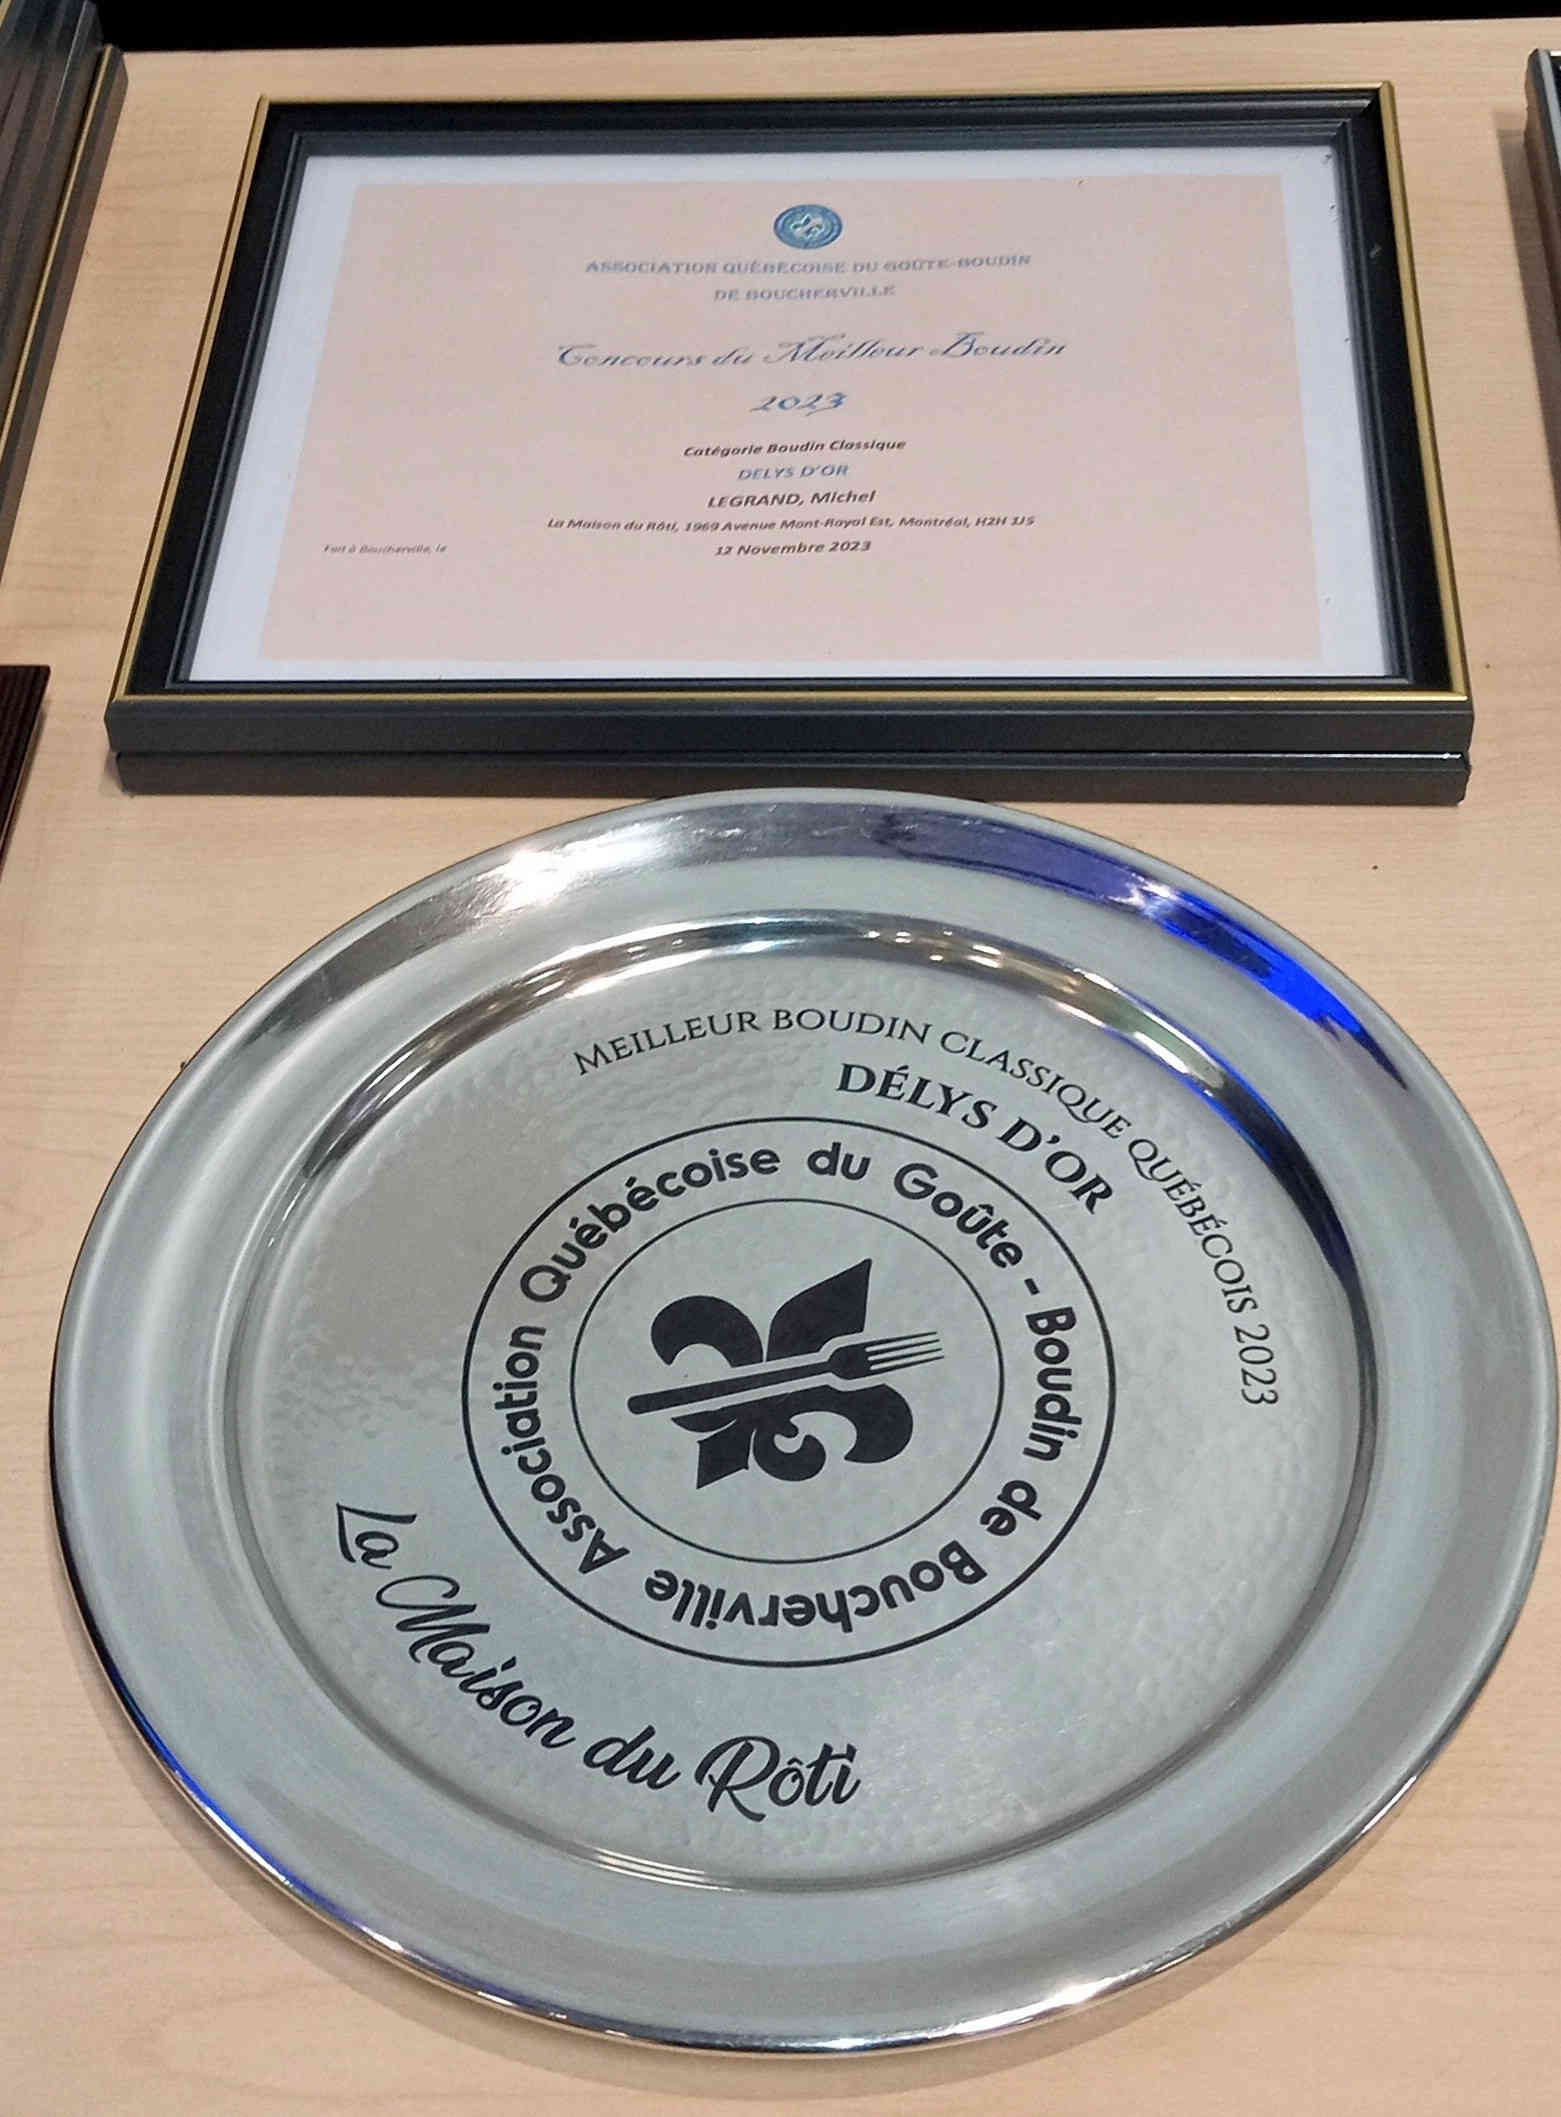 ASSOCIATION QUÉBÉCOISE DU GOÛTE-BOUDIN
DE BOUCHERVILLE
Concours du Meilleur Boudin
2023
Catégorie Boudin Classique
DELYS D'OR
LEGRAND, Michel
La Maison du Rôti, 1969 Avenue Mont-Royal Est, Montréal, H2H 1J5
Fait à Boucherville, le
12 Novembre 2023
MEILLEUR BOUDIN CLASSIQUE QUÉBÉCOIS 2023
DÉLYS D'OR
Association Québécoise du Goûte-Boudin de Boucherville
La Maison du Rôti